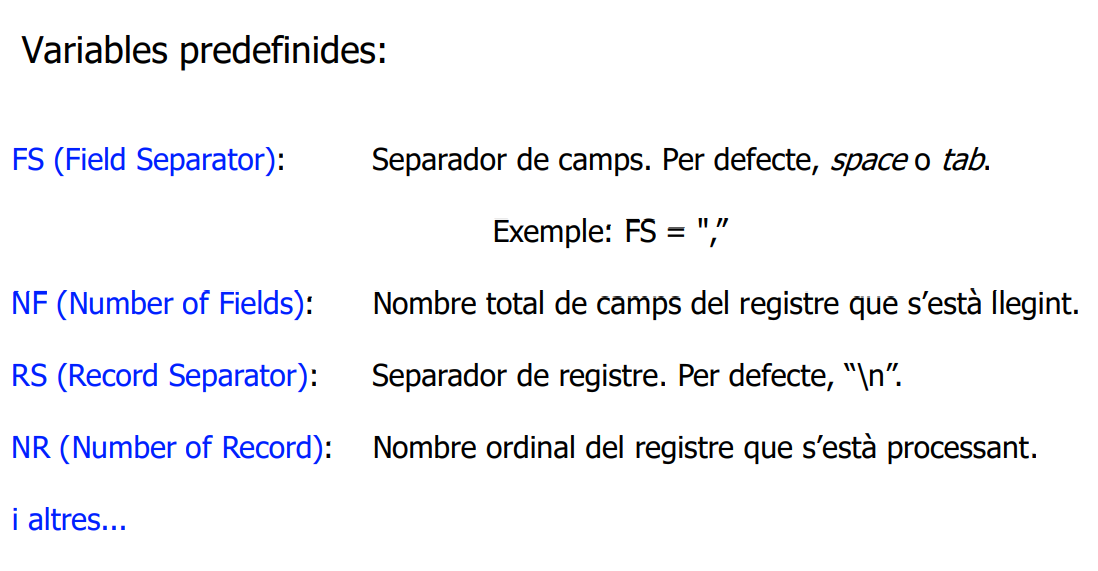 Variables predefinides:
FS (Field Separator): Separador de camps. Per defecte, space o tab.
Exemple: FS = ",”
NF (Number of Fields): Nombre total de camps del registre que s’està llegint.
RS (Record Separator): Separador de registre. Per defecte, “\n”.
NR (Number of Record): Nombre ordinal del registre que s’està processant.
i altres...